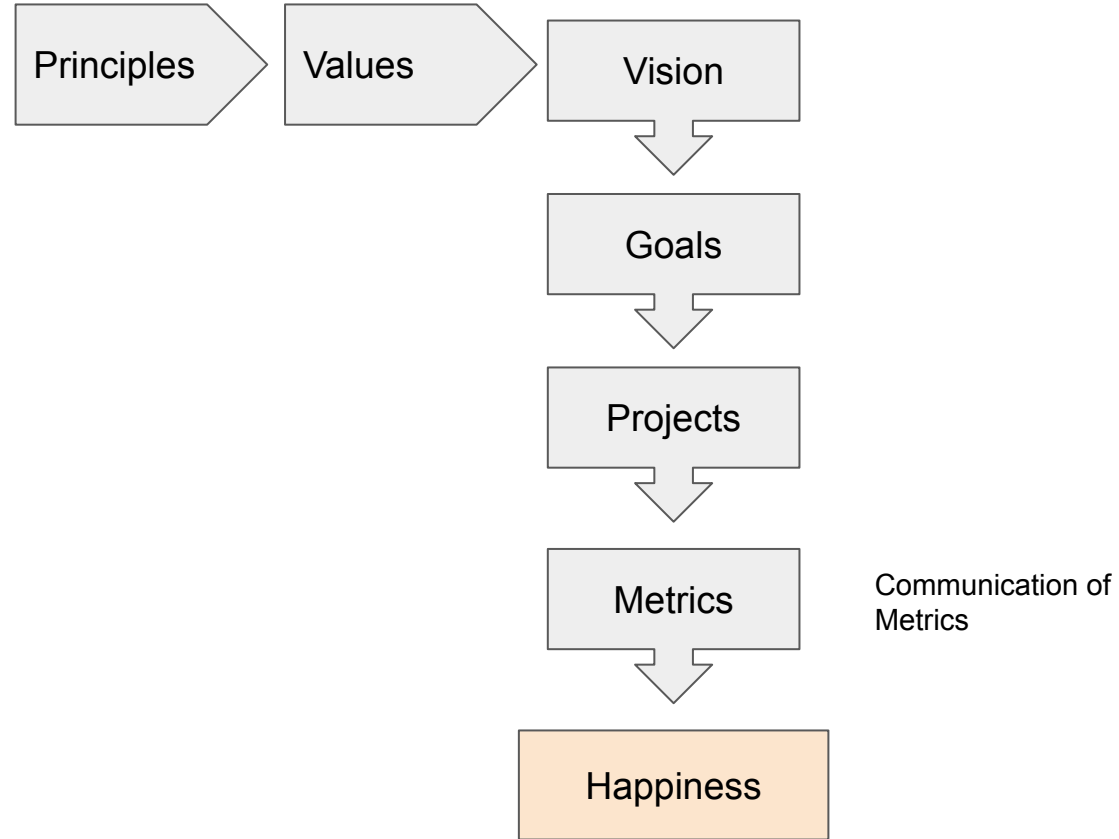 Principles
Values
Vision
Goals
Projects
Metrics
Communication of
Metrics
Happiness